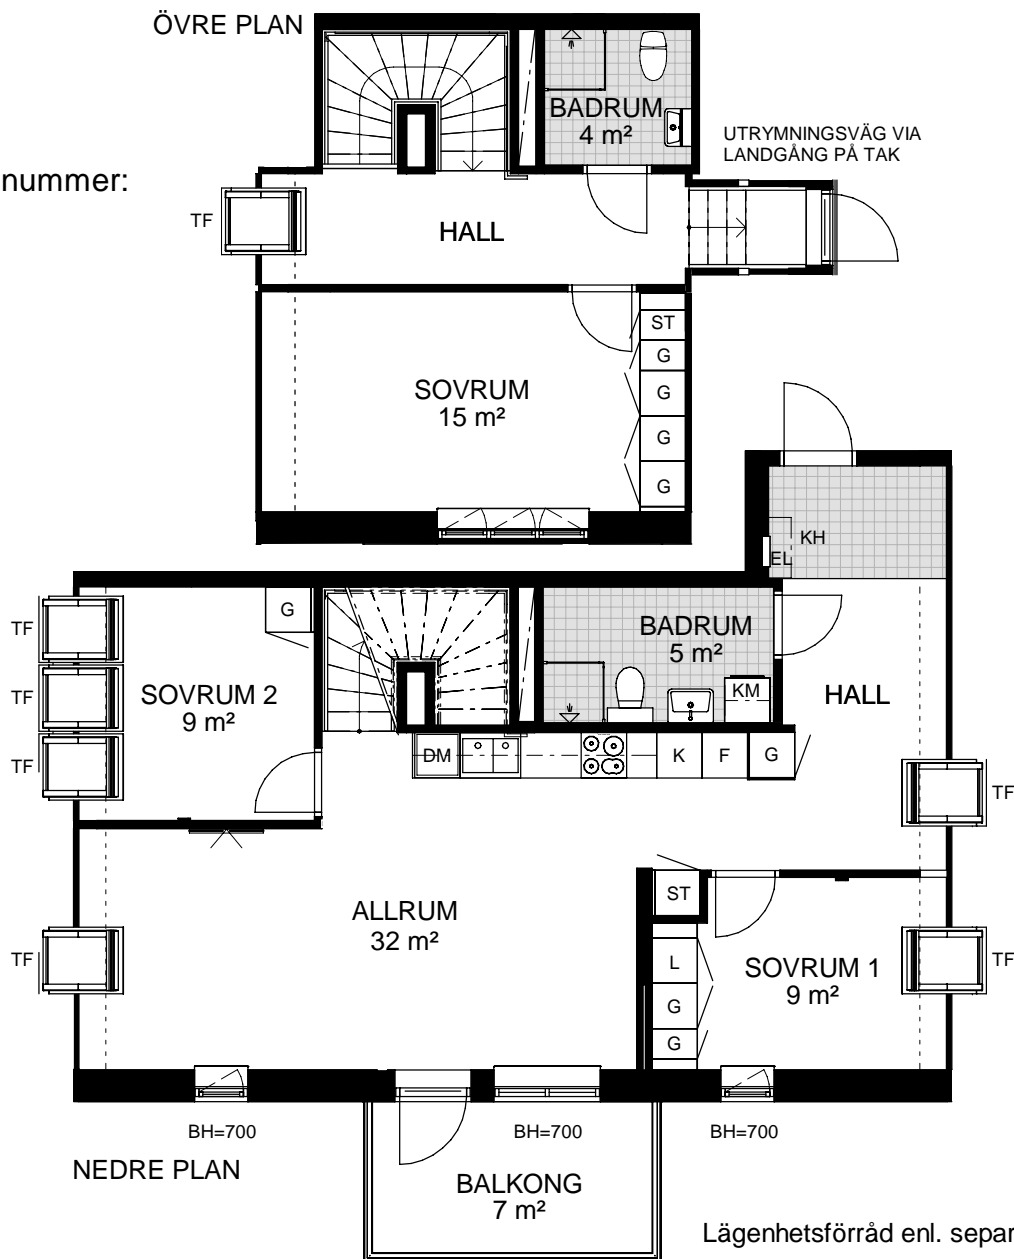 ÖVRE PLAN
BADRUM
4 m²
UTRYMNINGSVÄG VIA
LANDGÅNG PÅ TAK
nummer:
TF
HALL
ST
G
SOVRUM
15 m²
G
G
G
KH
EL
TF
G
BADRUM
5 m²
SOVRUM 2
9 m²
TF
KM
HALL
TF
DM
K
F
G
TF
ST
ALLRUM
32 m²
TF
L
SOVRUM 1
9 m²
TF
G
G
BH=700
BH=700
BH=700
NEDRE PLAN
BALKONG
7 m²
Lägenhetsförråd enl. separ